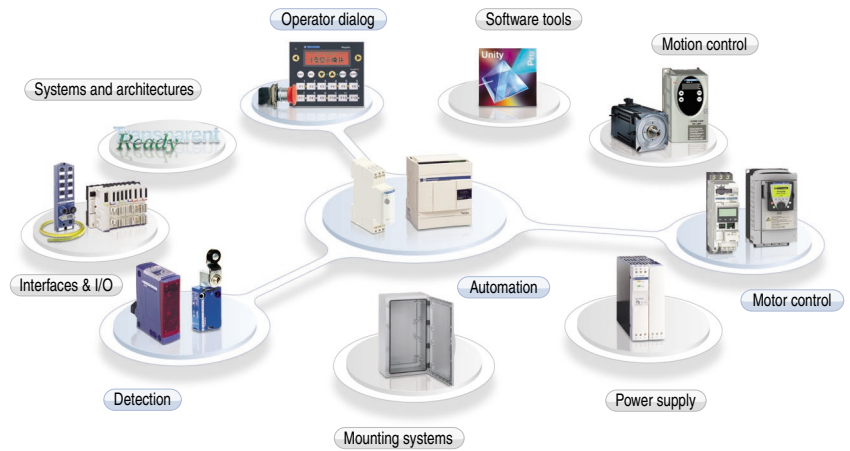 Operator dialog
Software tools
Motion control
Systems and architectures
Transparent
Ready
Unity
Pro
Interfaces & I/O
Automation
Motor control
Detection
Power supply
Mounting systems